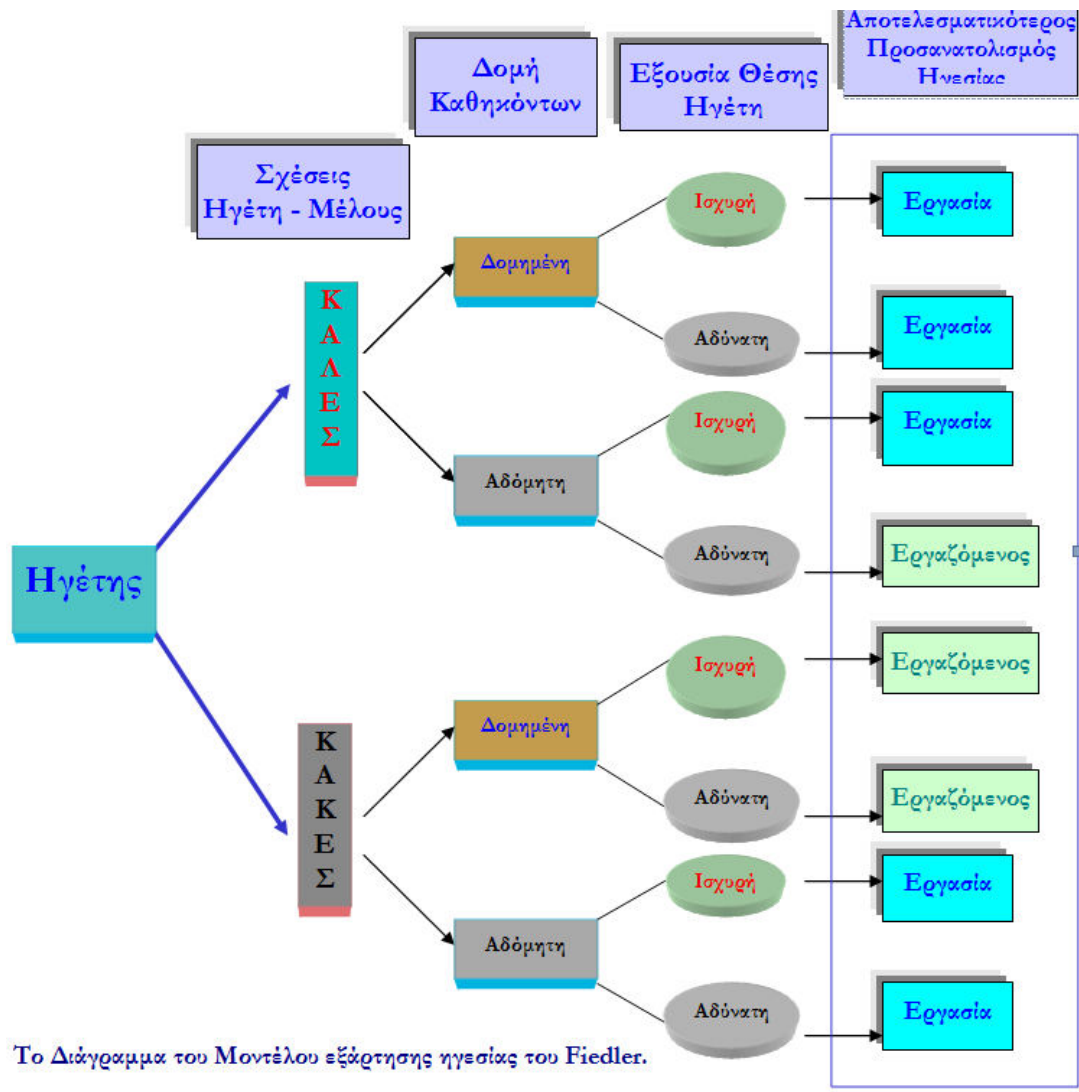 Αποτελεσματικότερος
Προσανατολισμός
Ηγεσίας
Δομή
Καθηκόντων
Εξουσία Θέσης
Ηγέτη
Σχέσεις
Ηγέτη - Μέλους
Ισχυρή
Εργασία
Δομημένη
Κ
Α
Λ
Ε
Σ
Αδύνατη
Εργασία
Ισχυρή
Εργασία
Αδόμητη
Αδύνατη
Εργαζόμενος
Ηγέτης
Ισχυρή
Εργαζόμενος
Δομημένη
Κ
Α
Κ
Ε
Σ
Αδύνατη
Εργαζόμενος
Ισχυρή
Εργασία
Αδόμητη
Αδύνατη
Εργασία
Το Διάγραμμα του Μοντέλου εξάρτησης ηγεσίας του Fiedler.